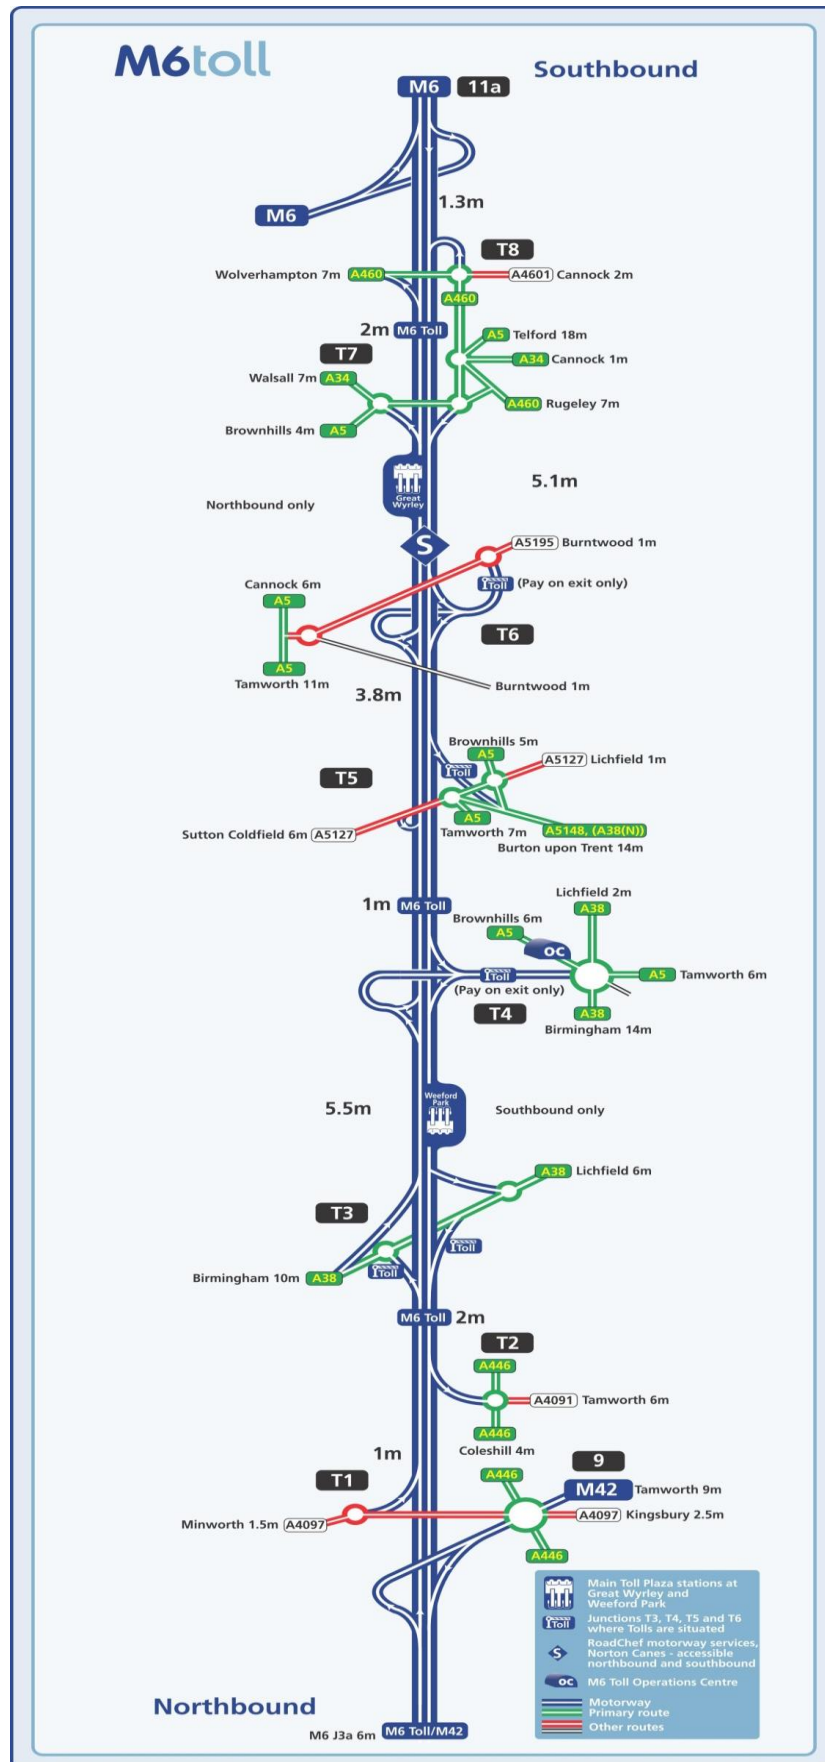 M6toll
Southbound
M6 11a
M6
1.3m
T8
Wolverhampton 7m A460
A4601 Cannock 2m
A460
2m M6 Toll
A5 Telford 18m
T7
A34 Cannock 1m
Walsall 7m A34
A460 Rugeley 7m
Brownhills 4m A5
5.1m
Great
Wyrley
Northbound only
S
A5195 Burntwood 1m
Toll (Pay on exit only)
Cannock 6m
A5
T6
A5
Tamworth 11m
Burntwood 1m
3.8m
Brownhills 5m
A5
A5127 Lichfield 1m
Toll
T5
A5
Tamworth 7m
Sutton Coldfield 6m A5127
A5148, (A38(N))
Burton upon Trent 14m
Lichfield 2m
A38
1m M6 Toll
Brownhills 6m
A5
OC
Toll
A5 Tamworth 6m
(Pay on exit only)
T4
A38
Birmingham 14m
Weeford
Park
5.5m
Southbound only
A38 Lichfield 6m
T3
Toll
Toll
Birmingham 10m A38
M6 Toll 2m
T2
A446
A4091 Tamworth 6m
A446
Coleshill 4m
1m
9
T1
A446
M42 Tamworth 9m
Minworth 1.5m A4097
A4097 Kingsbury 2.5m
A446
Main Toll Plaza stations at
Great Wyrley and
Weeford Park
Toll
Junctions T3, T4, T5 and T6
where Tolls are situated
S
RoadChef motorway services,
Norton Canes - accessible
northbound and southbound
OC M6 Toll Operations Centre
Motorway
Primary route
Other routes
Northbound
M6 J3a 6m M6 Toll/M42